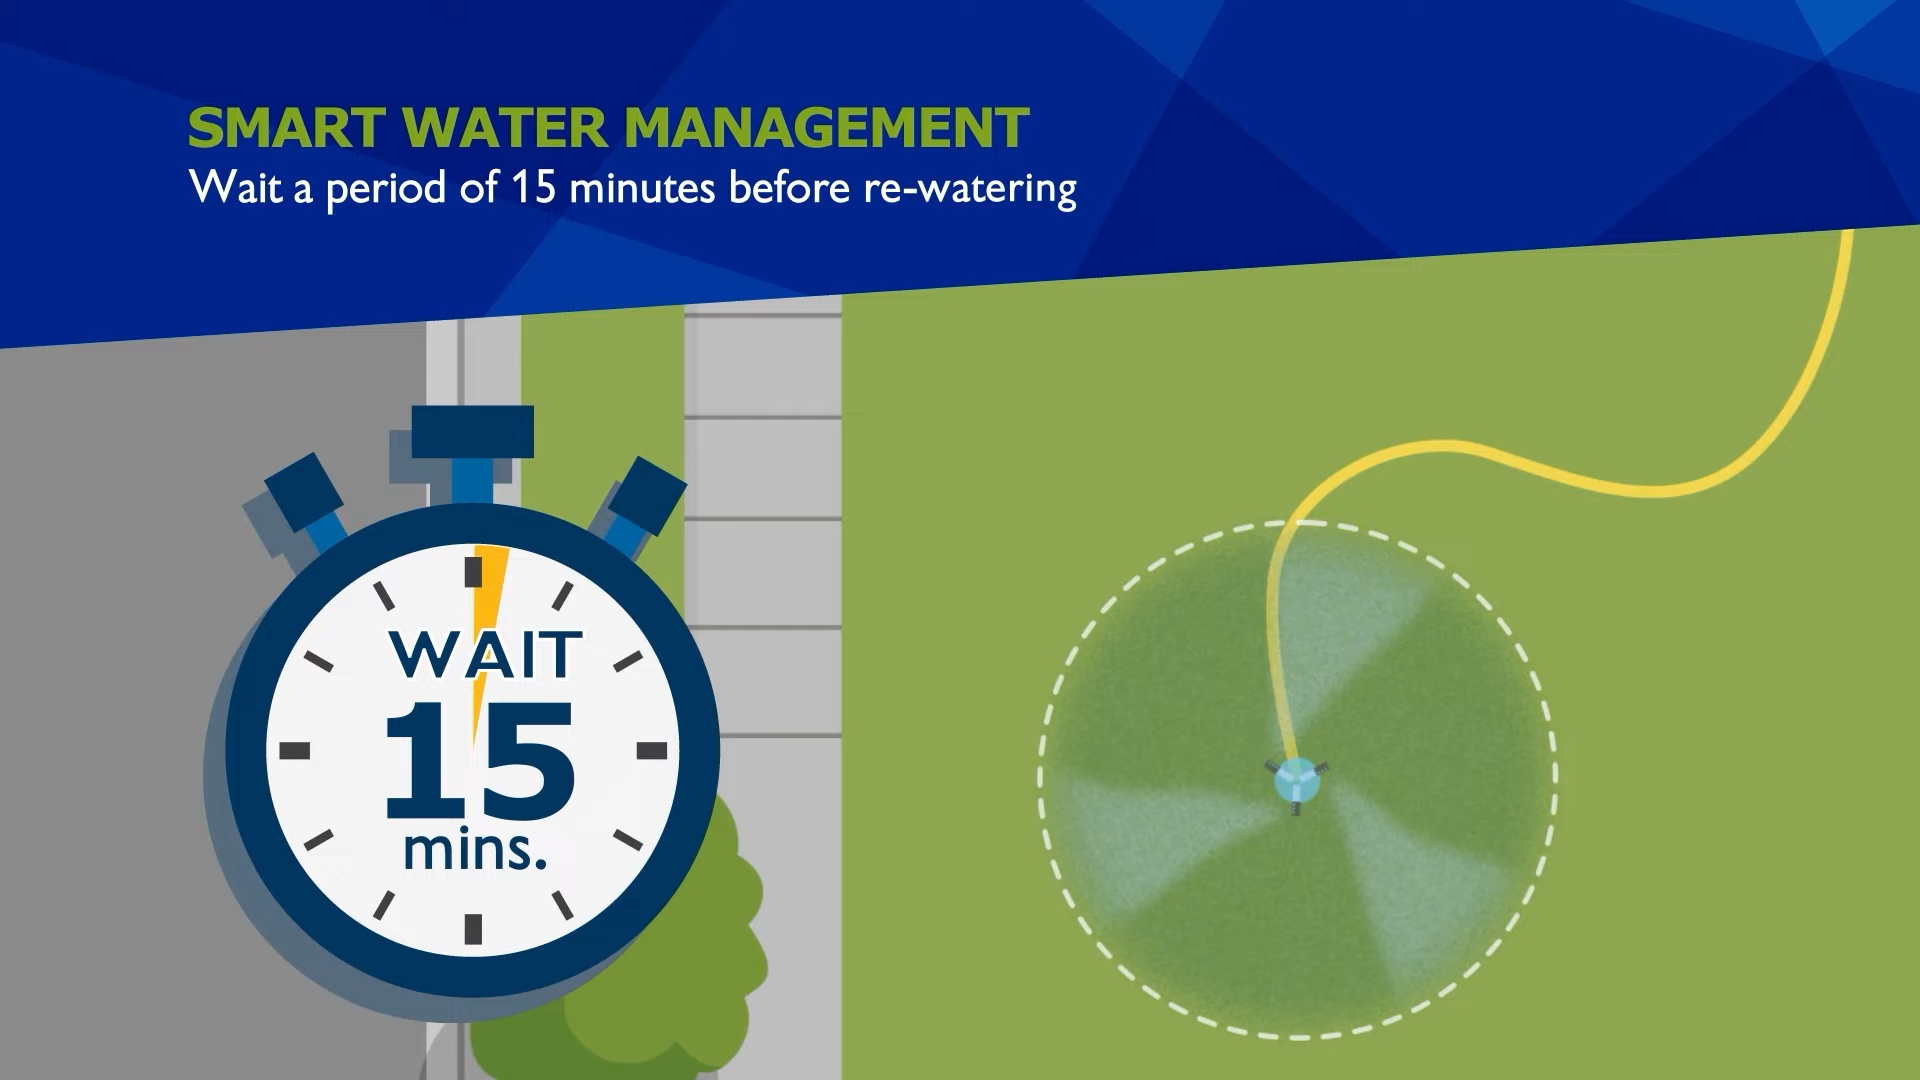 SMART WATER MANAGEMENT
Wait a period of 15 minutes before re-watering
WAIT
15
mins.